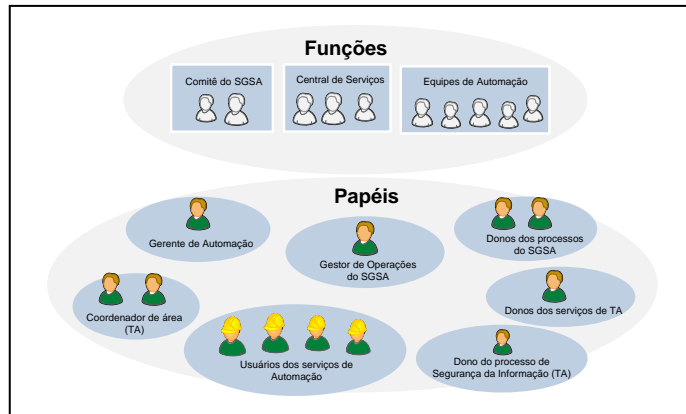 Funções
Comitê do SGSA
Central de Serviços
Equipes de Automação
Papéis
Gerente de Automação
Gestor de Operações
do SGSA
Donos dos processos
do SGSA
Coordenador de área
(TA)
Donos dos serviços de TA
Usuários dos serviços de
Automação
Dono do processo de
Segurança da Informação (TA)